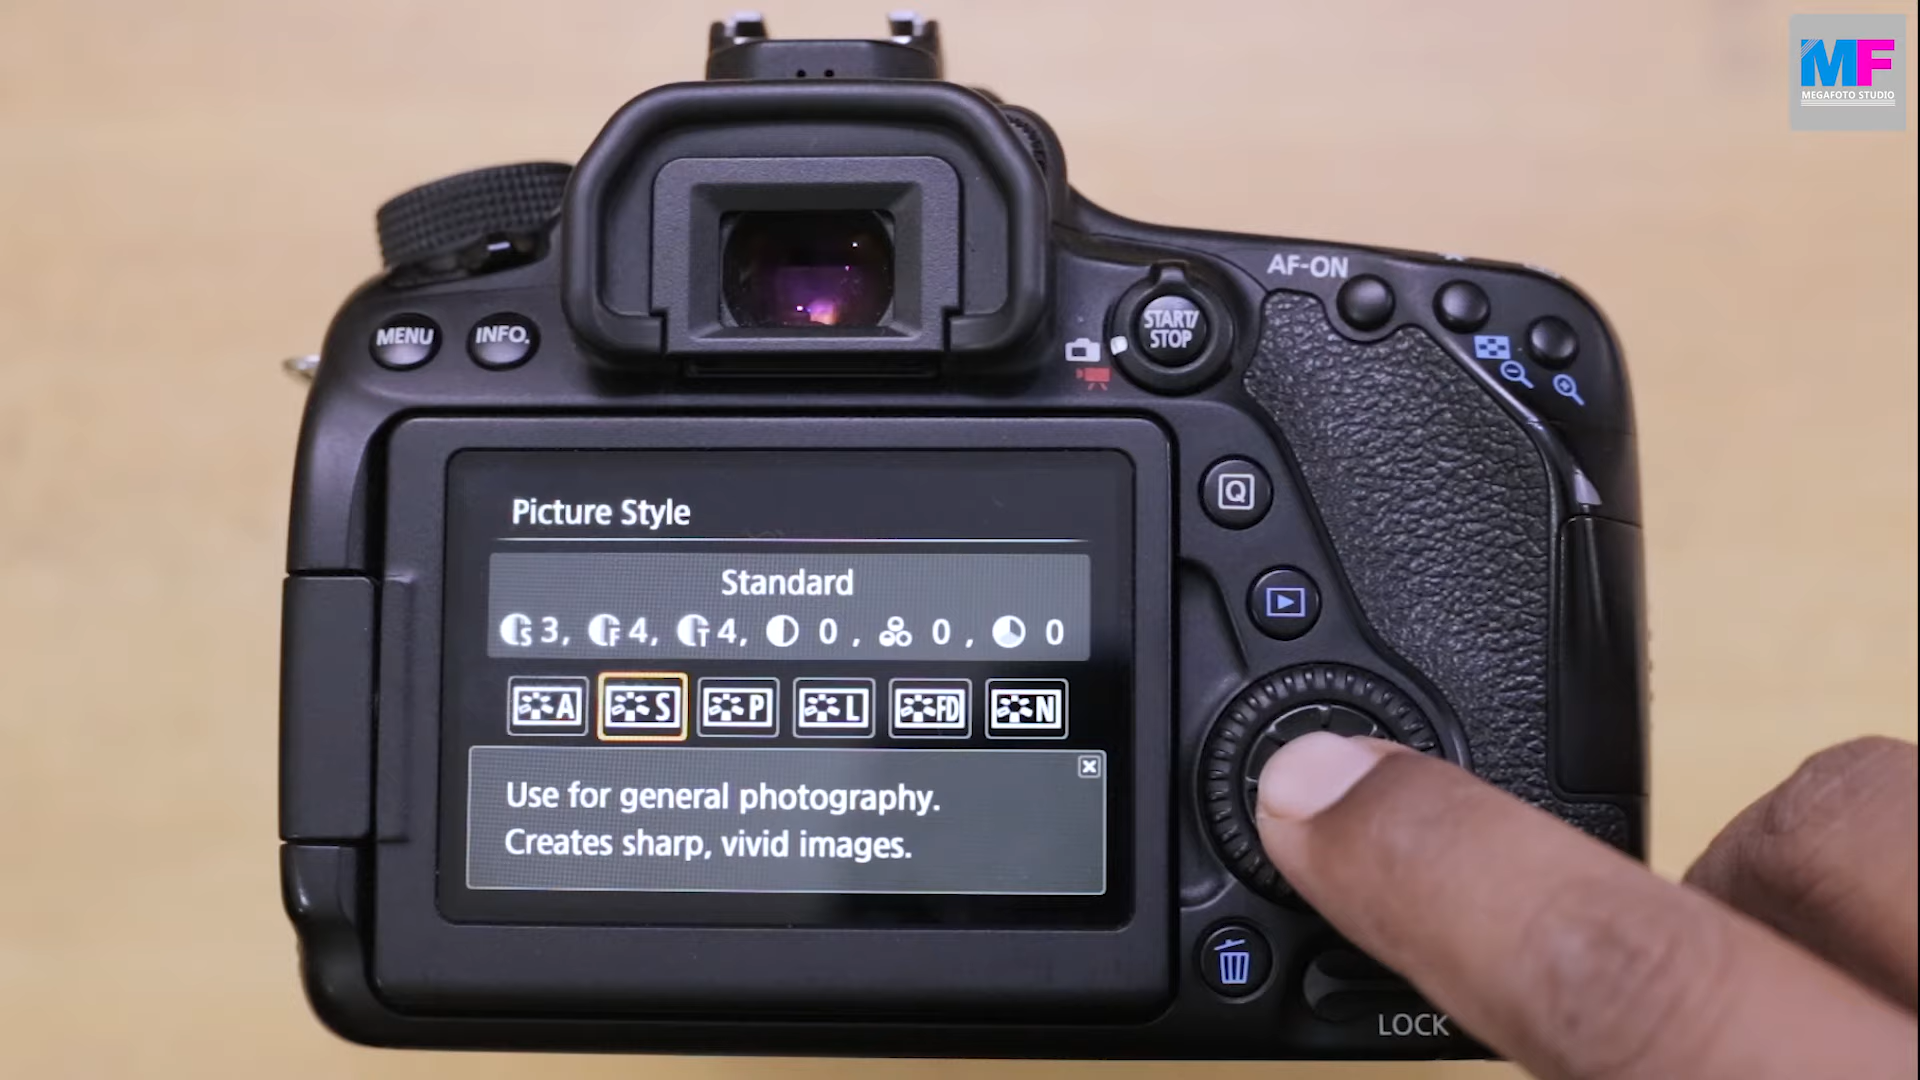 MF
MEGAFOTO STUDIO
AF-ON
MENU
INFO.
START/
STOP
Q
Picture Style
Standard
S 3, F 4, T 4, 0, 0, 0
A S P L FD N
Use for general photography.
Creates sharp, vivid images.
LOCK